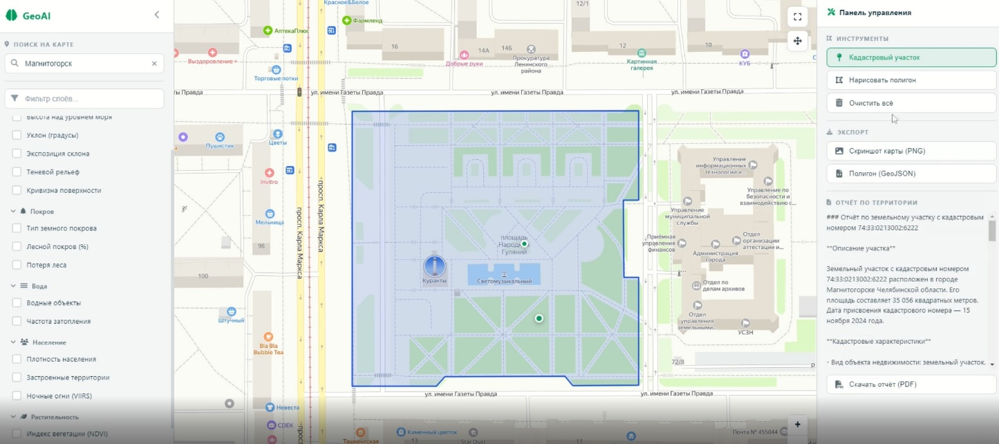 GeoAI
ПОИСК НА КАРТЕ
Магнитогорск
Фильтр слоёв...
Высота над уровнем моря
Уклон (градусы)
Экспозиция склона
Теневой рельеф
Кривизна поверхности
Покров
Тип земного покрова
Лесной покров (%)
Потеря леса
Вода
Водные объекты
Частота затопления
Население
Плотность населения
Застроенные территории
Ночные огни (VIIRS)
Растительность
Индекс вегетации (NDVI)
Красное&Белое
Фармленд
АптекаПлюс
Выздоровление +
Торговые лотки
16
14А
14Б
Добрые руки
Прокуратура
Ленинского
района
12/1
12
Картинная
галерея
10
КУБ
ул. имени Газеты Правда
ул. имени Газеты Правда
ул. имени Газеты Правда
Пушистик
Цветы
Invitro
Мельница
98
100
Штучный
Bla Bla
Bubble Tea
Невеста
CDEK
просп. Карла Маркса
просп. Карла Маркса
площадь
Народных
Гуляний
Куранты
Светомузыкальный
Управление
информационных
технологий и...
Управление по
безопасности и
взаимодействию с...
Управление
муниципальной
службы
Приёмная
управления
финансов
Отдел
организации
аттестации и...
Администрация
города
Отдел по
делам архивов
Отдел
управления
земельными...
УСЗН
72/8
ул. имени Газеты Правда
ул. имени Газеты Правда
Ташкентская
Каменный цветок
13
Star Dust
11
Почта № 455044
Панель управления
ИНСТРУМЕНТЫ
Кадастровый участок
Нарисовать полигон
Очистить всё
ЭКСПОРТ
Скриншот карты (PNG)
Полигон (GeoJSON)
ОТЧЁТ ПО ТЕРРИТОРИИ
### Отчёт по земельному участку с кадастровым
номером 74:33:0213002:6222
**Описание участка**
Земельный участок с кадастровым номером
74:33:0213002:6222 расположен в городе
Магнитогорске Челябинской области. Его
площадь составляет 35 056 квадратных метров.
Дата присвоения кадастрового номера — 15
ноября 2024 года.
**Кадастровые характеристики**
- Вид объекта недвижимости: земельный участок.
Скачать отчёт (PDF)